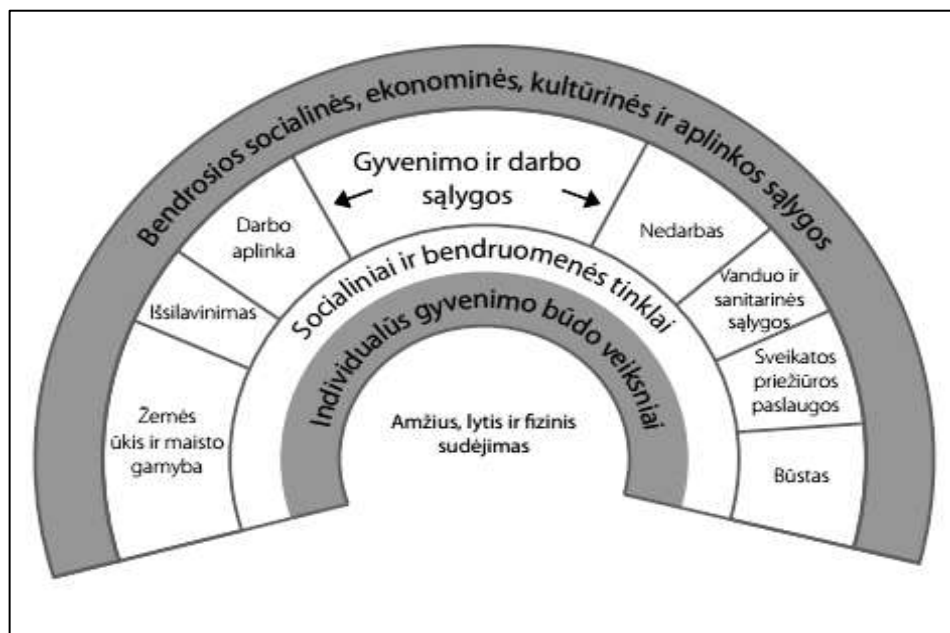 Bendrosios socialinės, ekonominės, kultūrinės ir aplinkos sąlygos
Gyvenimo ir darbo
sąlygos
Darbo
aplinka
Nedarbas
Išsilavinimas
Vanduo ir
sanitarinės
sąlygos
Žemės
ūkis ir maisto
gamyba
Sveikatos
priežiūros
paslaugos
Būstas
Socialiniai ir bendruomenės tinklai
Individualūs gyvenimo būdo veiksniai
Amžius, lytis ir fizinis
sudėjimas